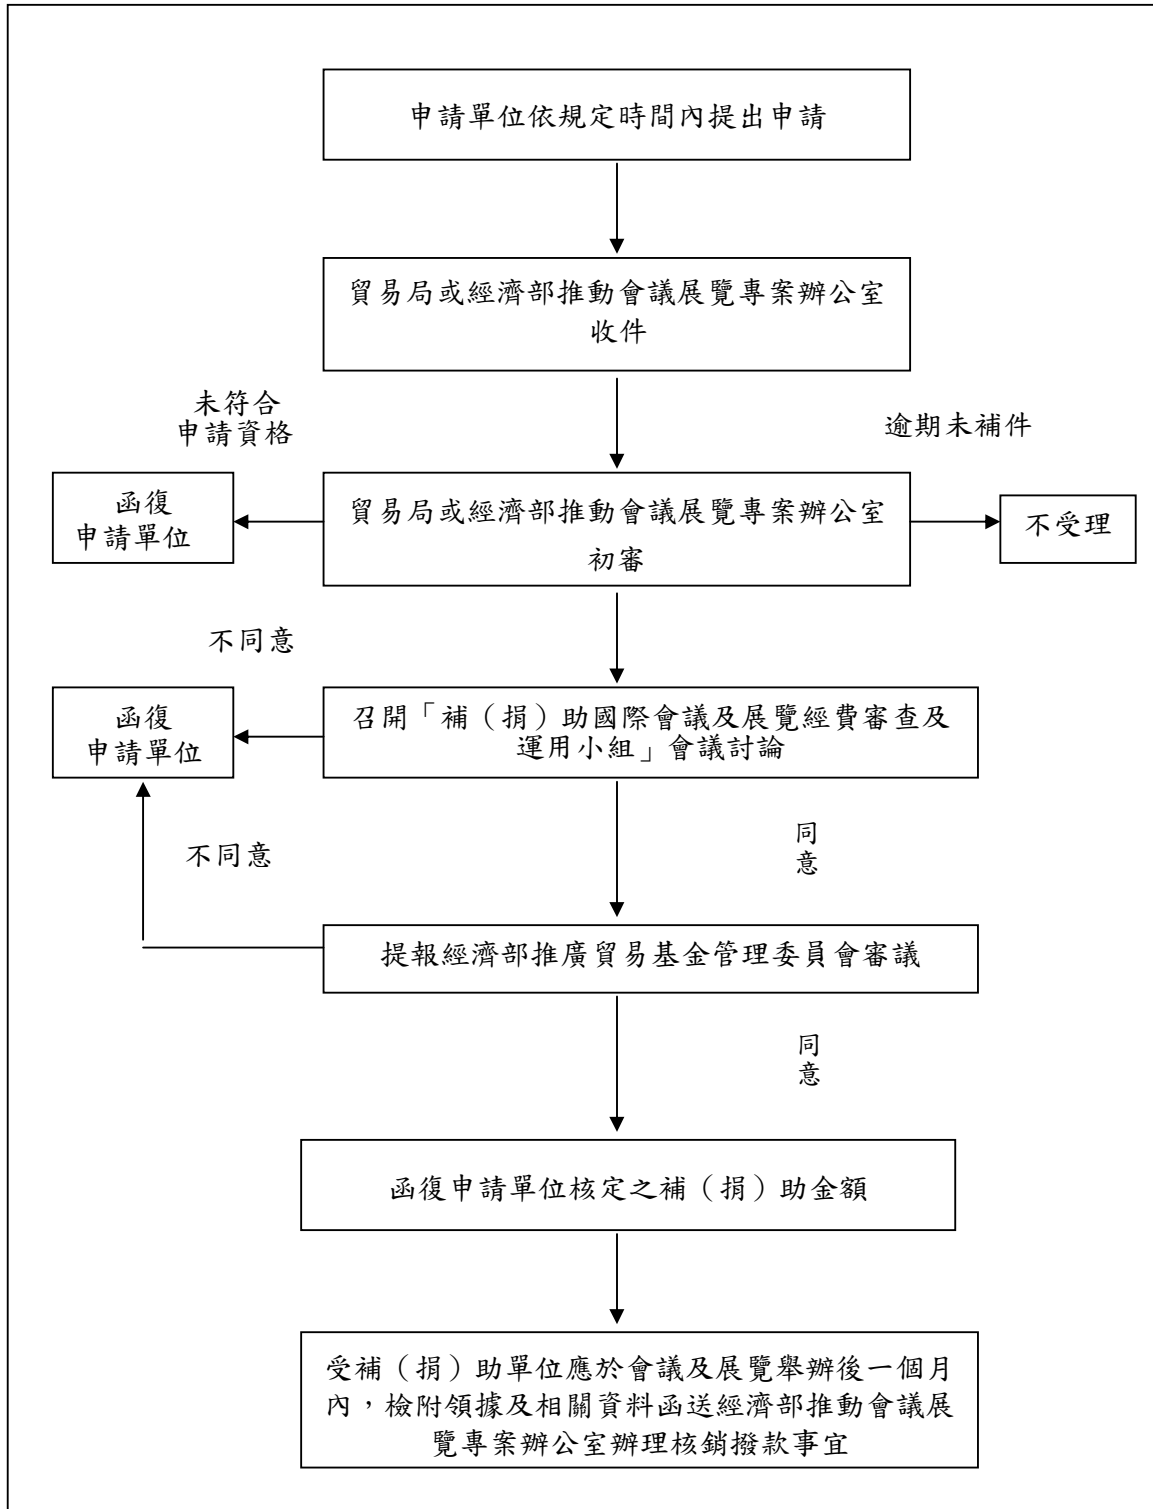 申請單位依規定時間內提出申請
貿易局或經濟部推動會議展覽專案辦公室
收件
未符合
申請資格
逾期未補件
函復
申請單位
貿易局或經濟部推動會議展覽專案辦公室
初審
不受理
不同意
函復
申請單位
召開「補（捐）助國際會議及展覽經費審查及
運用小組」會議討論
不同意
同
意
提報經濟部推廣貿易基金管理委員會審議
同
意
函復申請單位核定之補（捐）助金額
受補（捐）助單位應於會議及展覽舉辦後一個月
內，檢附領據及相關資料函送經濟部推動會議展
覽專案辦公室辦理核銷撥款事宜